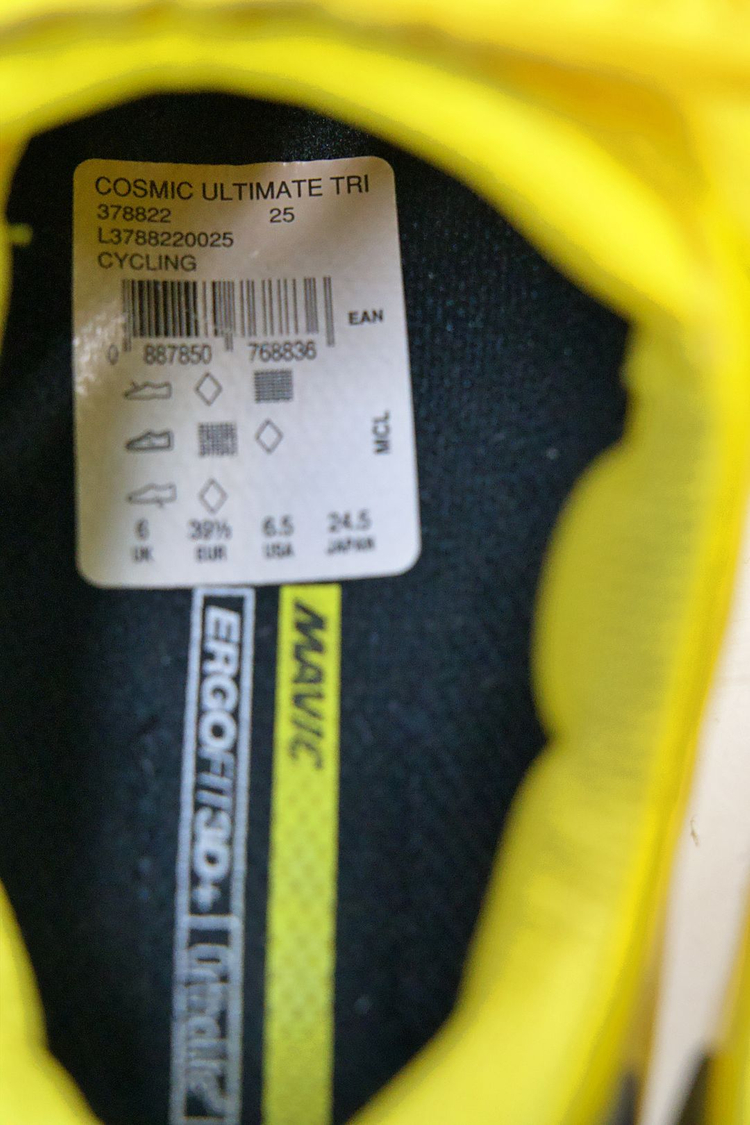 COSMIC ULTIMATE TRI
378822 25
L3788220025
CYCLING
EAN
0 887850 768836
MCL
6 39⅓ 6.5 24.5
UK EUR USA JAPAN
ERGOFIT3D+
MAVIC